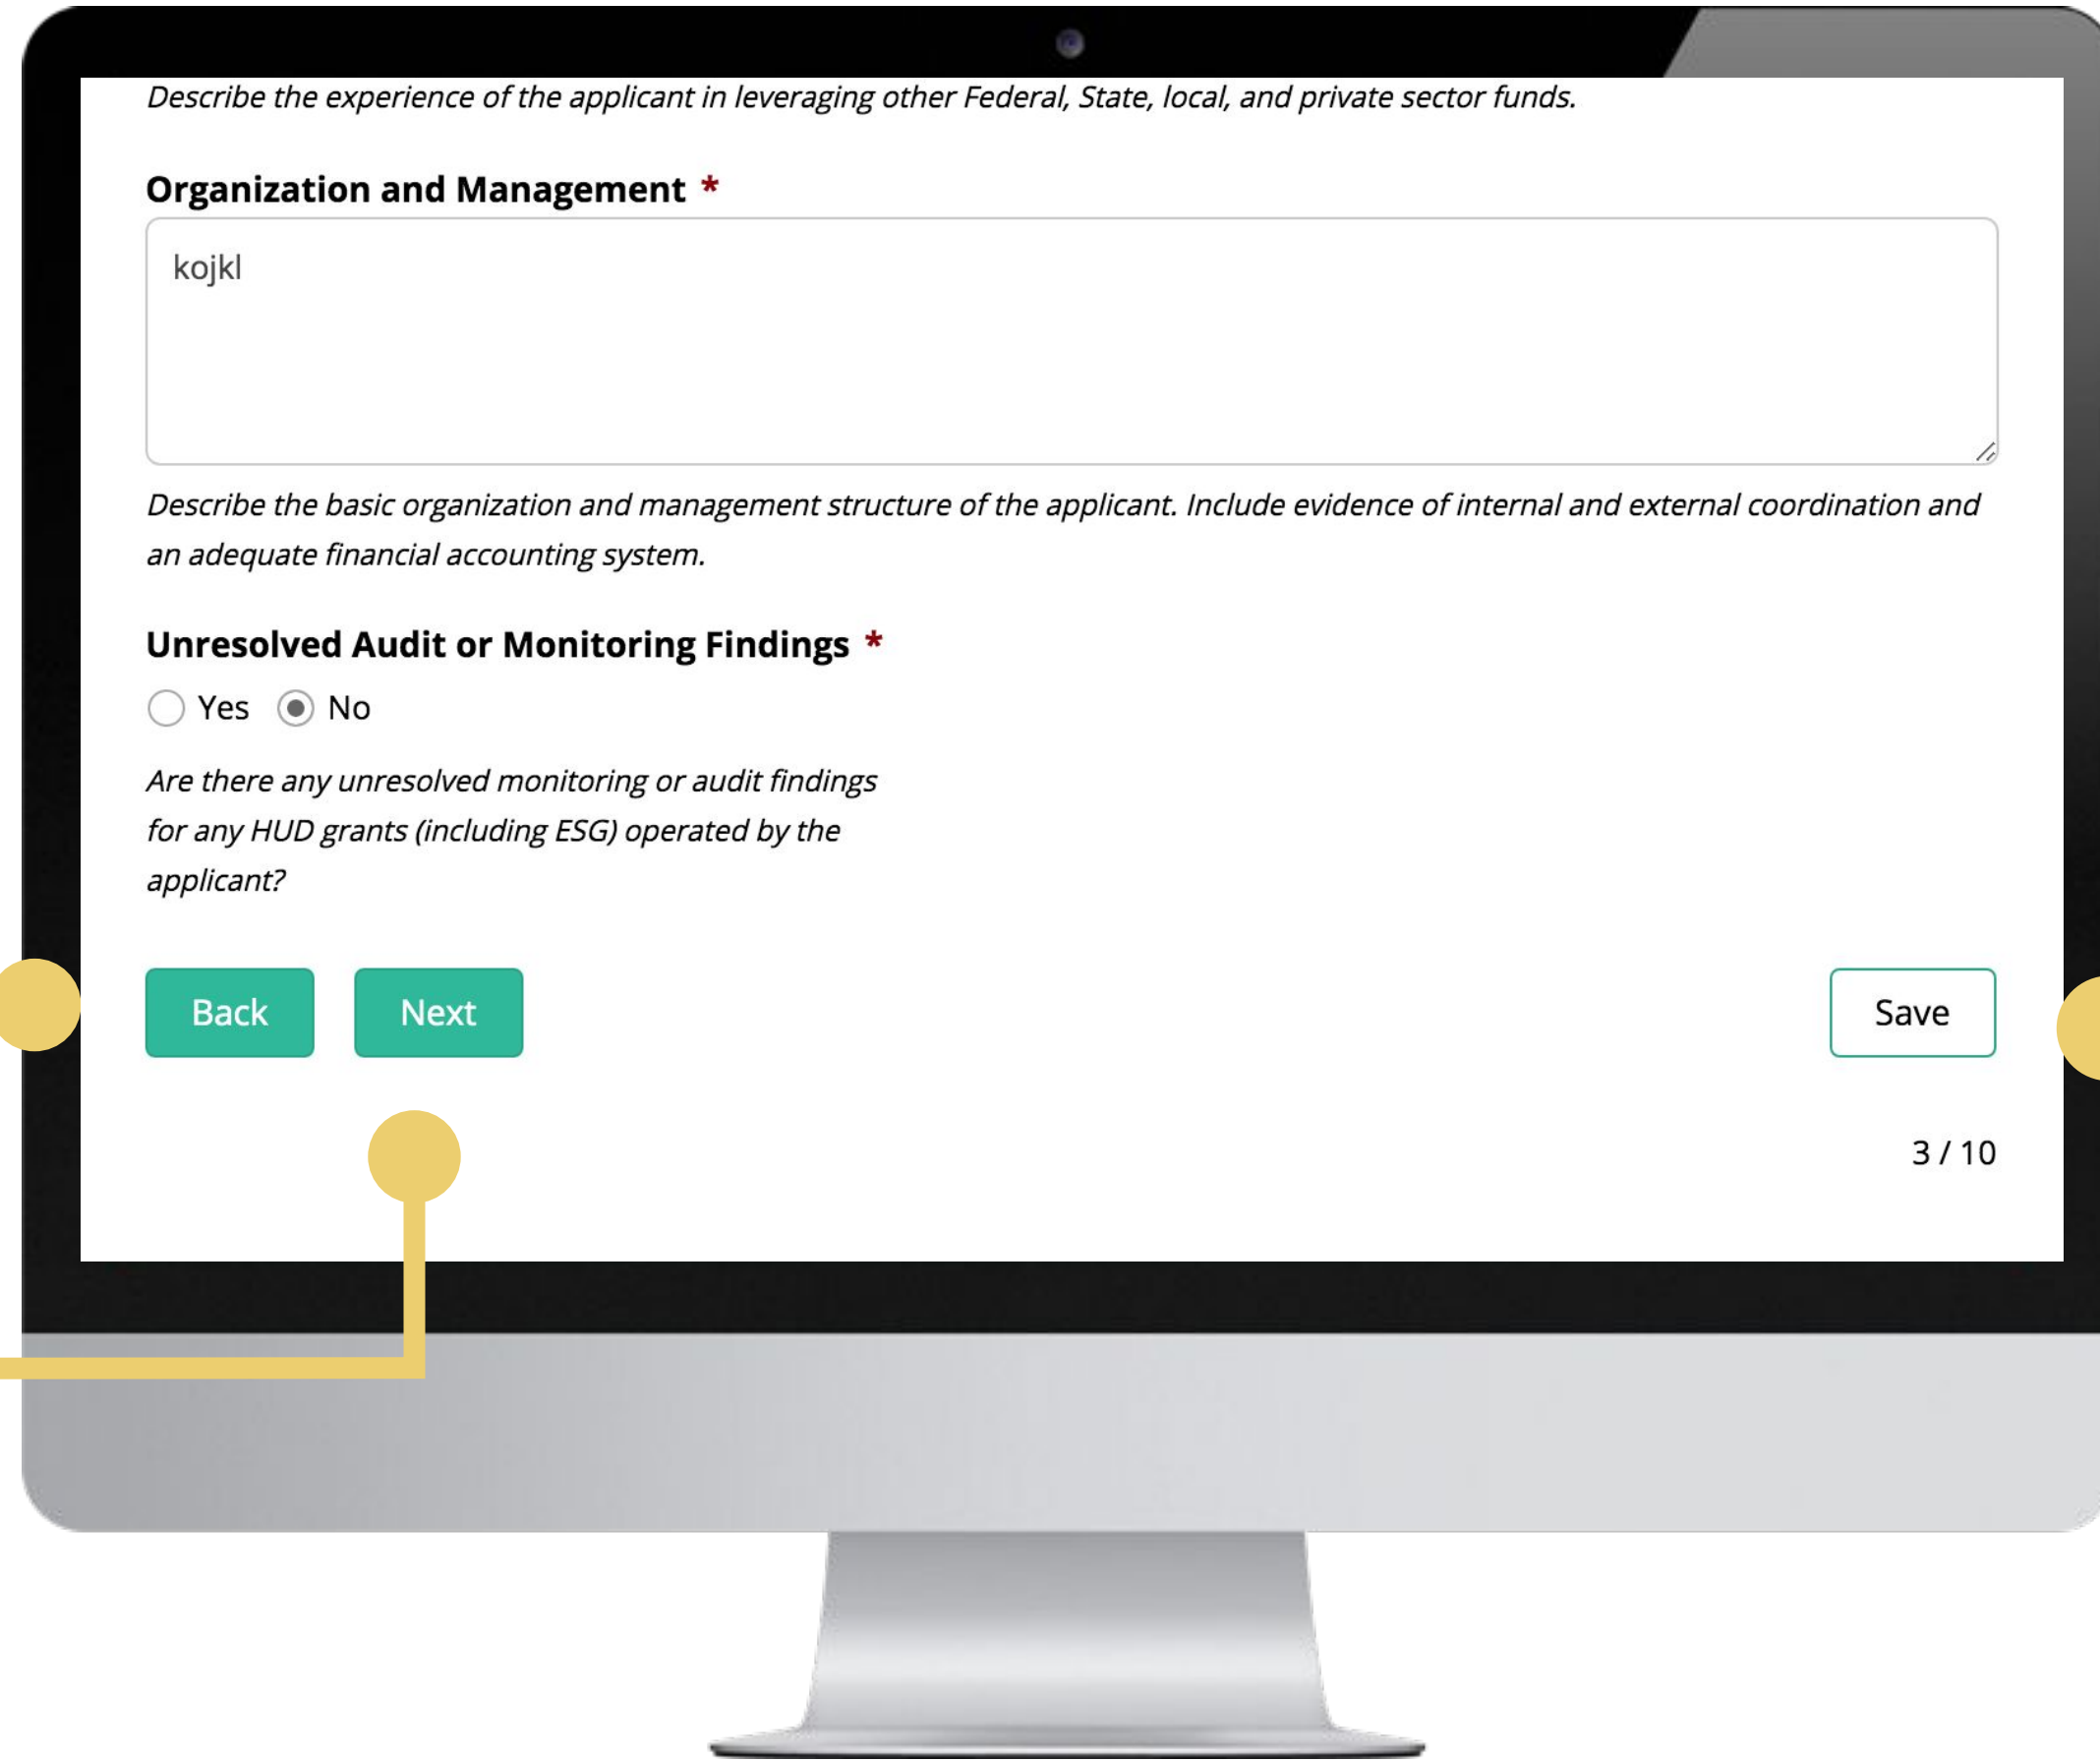 Describe the experience of the applicant in leveraging other Federal, State, local, and private sector funds.
Organization and Management *
kojkl
Describe the basic organization and management structure of the applicant. Include evidence of internal and external coordination and
an adequate financial accounting system.
Unresolved Audit or Monitoring Findings *
Yes No
Are there any unresolved monitoring or audit findings
for any HUD grants (including ESG) operated by the
applicant?
Back Next Save
3 / 10